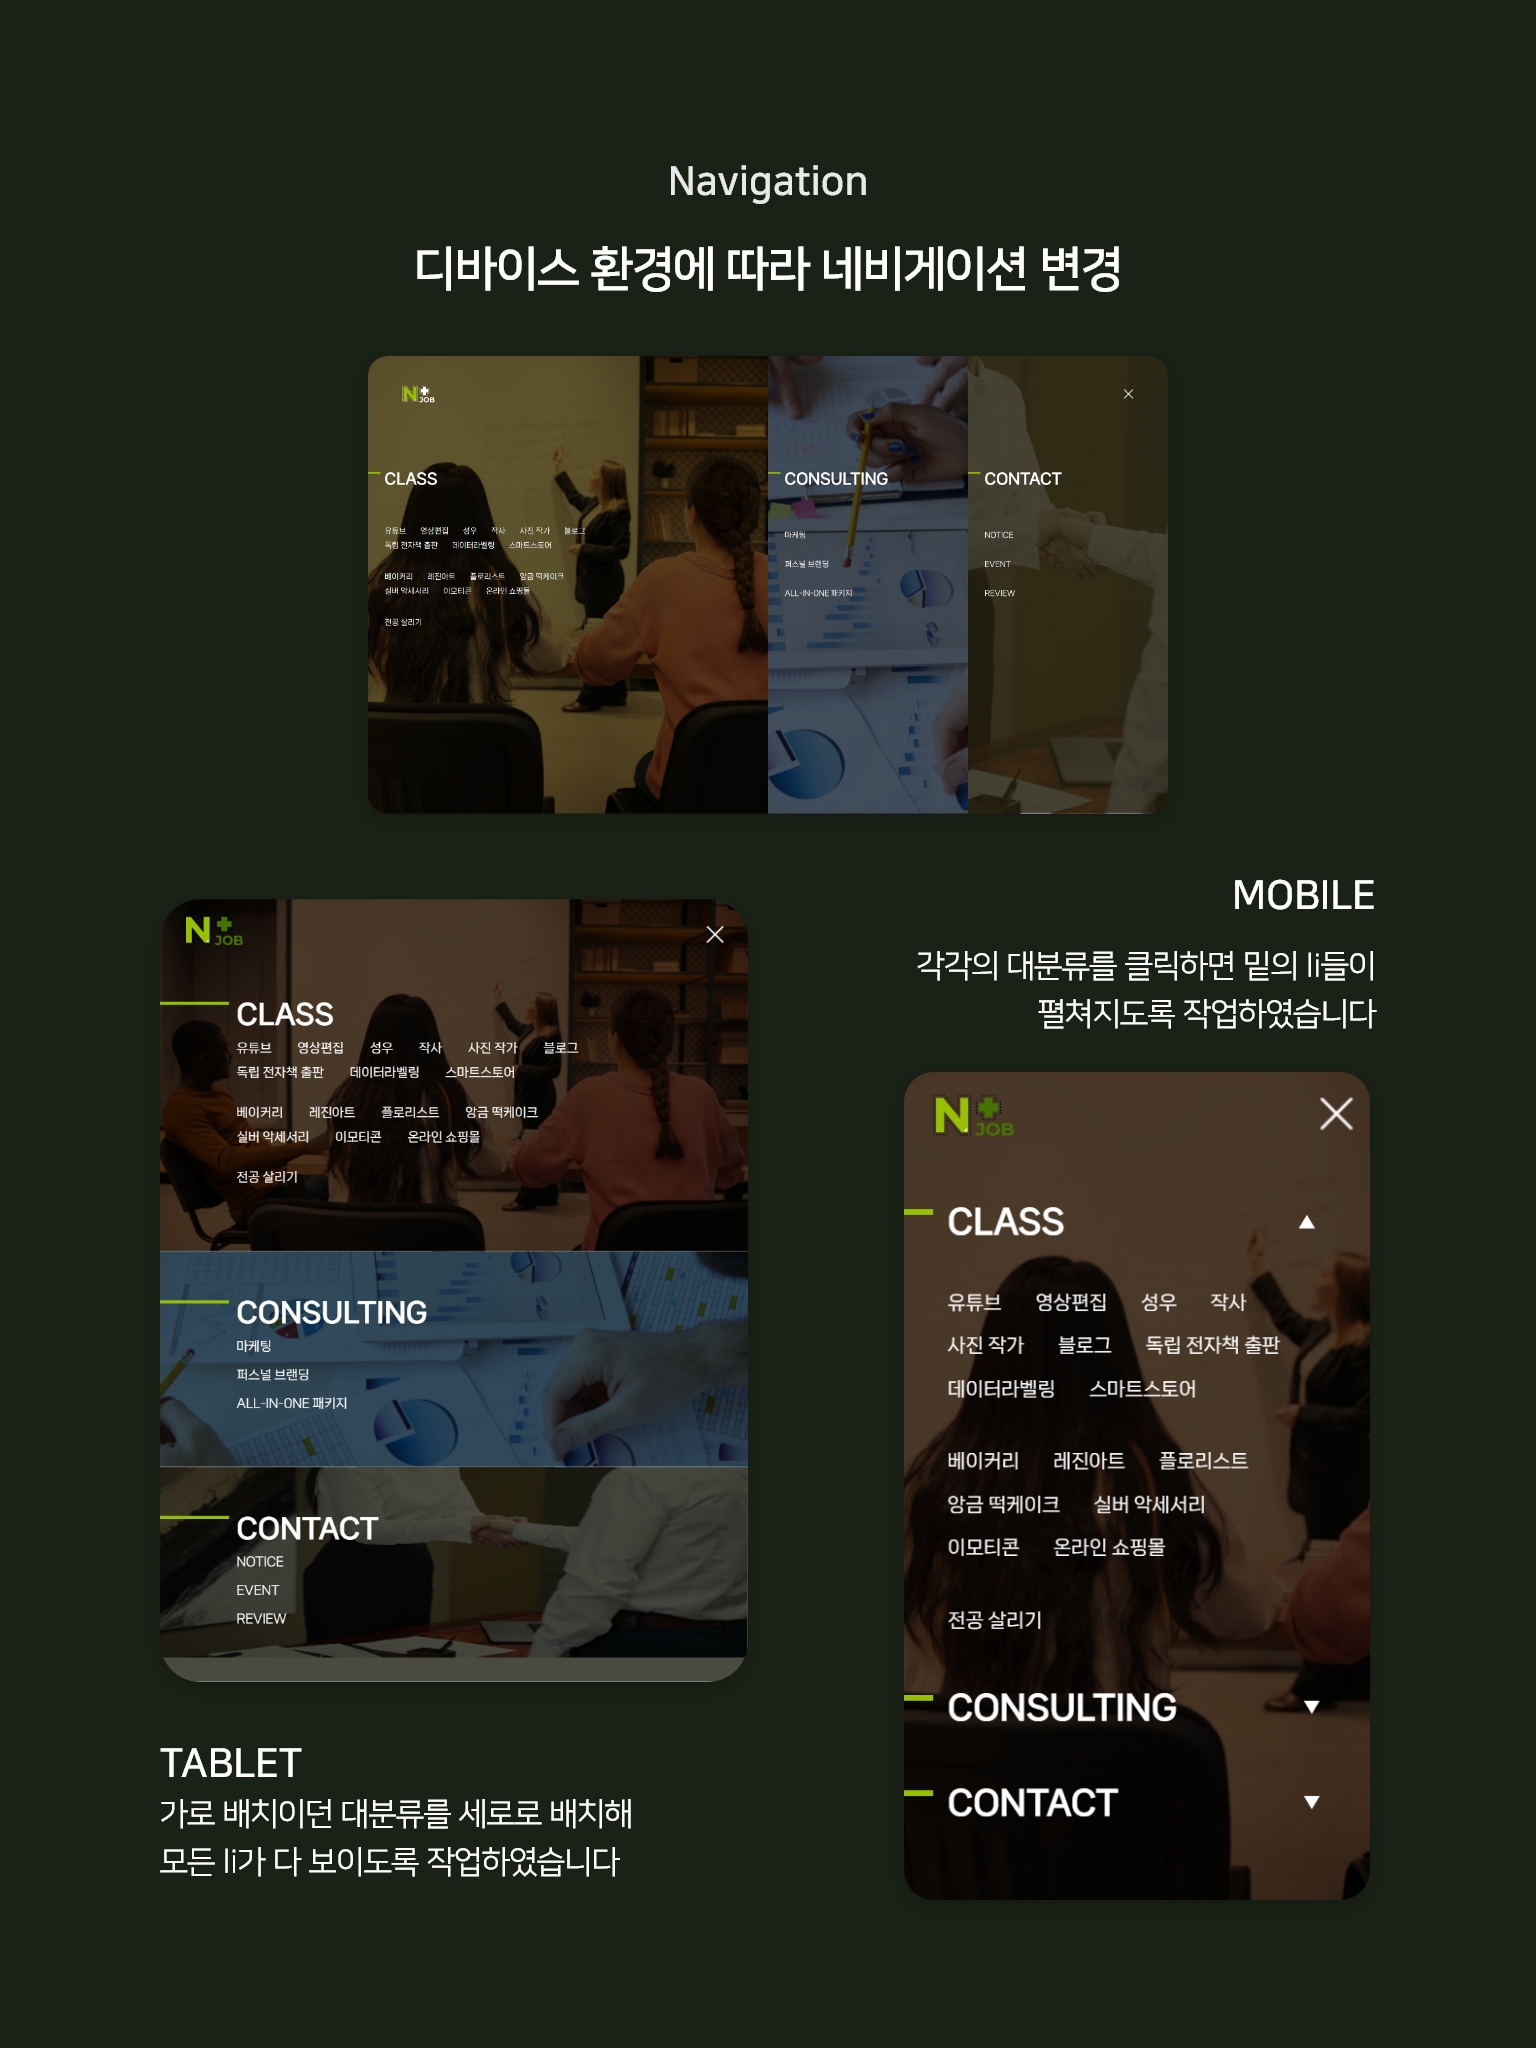 Navigation
디바이스 환경에 따라 네비게이션 변경
N+ JOB
CLASS
유튜브 영상편집 성우 작사 사진 작가 블로그
독립 전자책 출판 데이터라벨링 스마트스토어
베이커리 레진아트 플로리스트 앙금 떡케이크
실버 악세서리 이모티콘 온라인 쇼핑몰
전공 살리기
CONSULTING
마케팅
퍼스널 브랜딩
ALL-IN-ONE 패키지
CONTACT
NOTICE
EVENT
REVIEW
N+ JOB
CLASS
유튜브 영상편집 성우 작사 사진 작가 블로그
독립 전자책 출판 데이터라벨링 스마트스토어
베이커리 레진아트 플로리스트 앙금 떡케이크
실버 악세서리 이모티콘 온라인 쇼핑몰
전공 살리기
CONSULTING
마케팅
퍼스널 브랜딩
ALL-IN-ONE 패키지
CONTACT
NOTICE
EVENT
REVIEW
TABLET
가로 배치이던 대분류를 세로로 배치해
모든 li가 다 보이도록 작업하였습니다
MOBILE
각각의 대분류를 클릭하면 밑의 li들이
펼쳐지도록 작업하였습니다
N+ JOB
CLASS ▲
유튜브 영상편집 성우 작사
사진 작가 블로그 독립 전자책 출판
데이터라벨링 스마트스토어
베이커리 레진아트 플로리스트
앙금 떡케이크 실버 악세서리
이모티콘 온라인 쇼핑몰
전공 살리기
CONSULTING ▼
CONTACT ▼